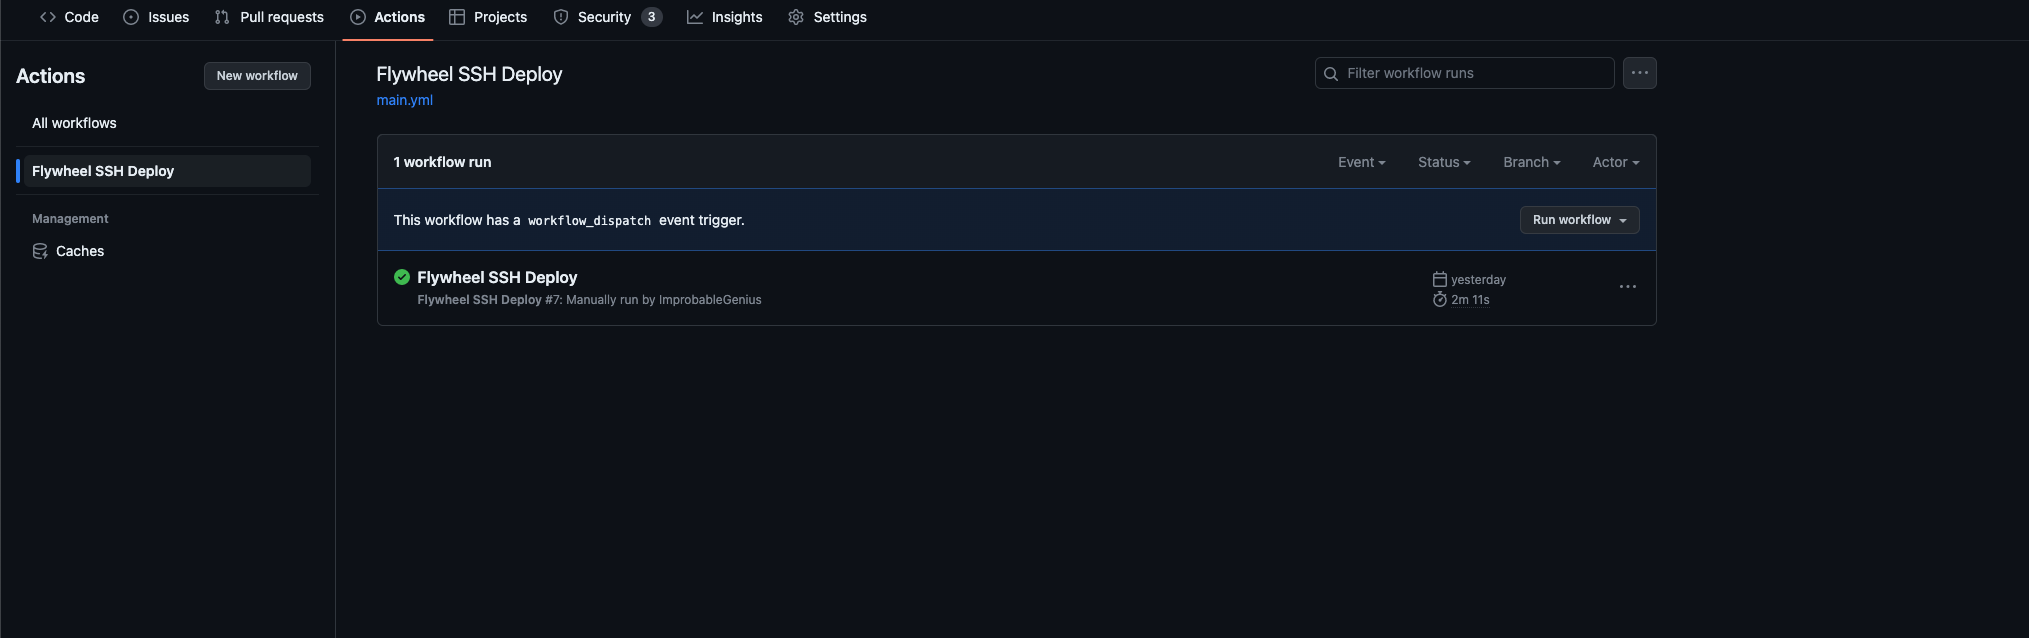 Code Issues Pull requests Actions Projects Security 3 Insights Settings
Actions
New workflow
All workflows
Flywheel SSH Deploy
Management
Caches
Flywheel SSH Deploy
main.yml
Filter workflow runs
1 workflow run
Event Status Branch Actor
This workflow has a workflow_dispatch event trigger.
Run workflow
Flywheel SSH Deploy
Flywheel SSH Deploy #7: Manually run by ImprobableGenius
yesterday
2m 11s